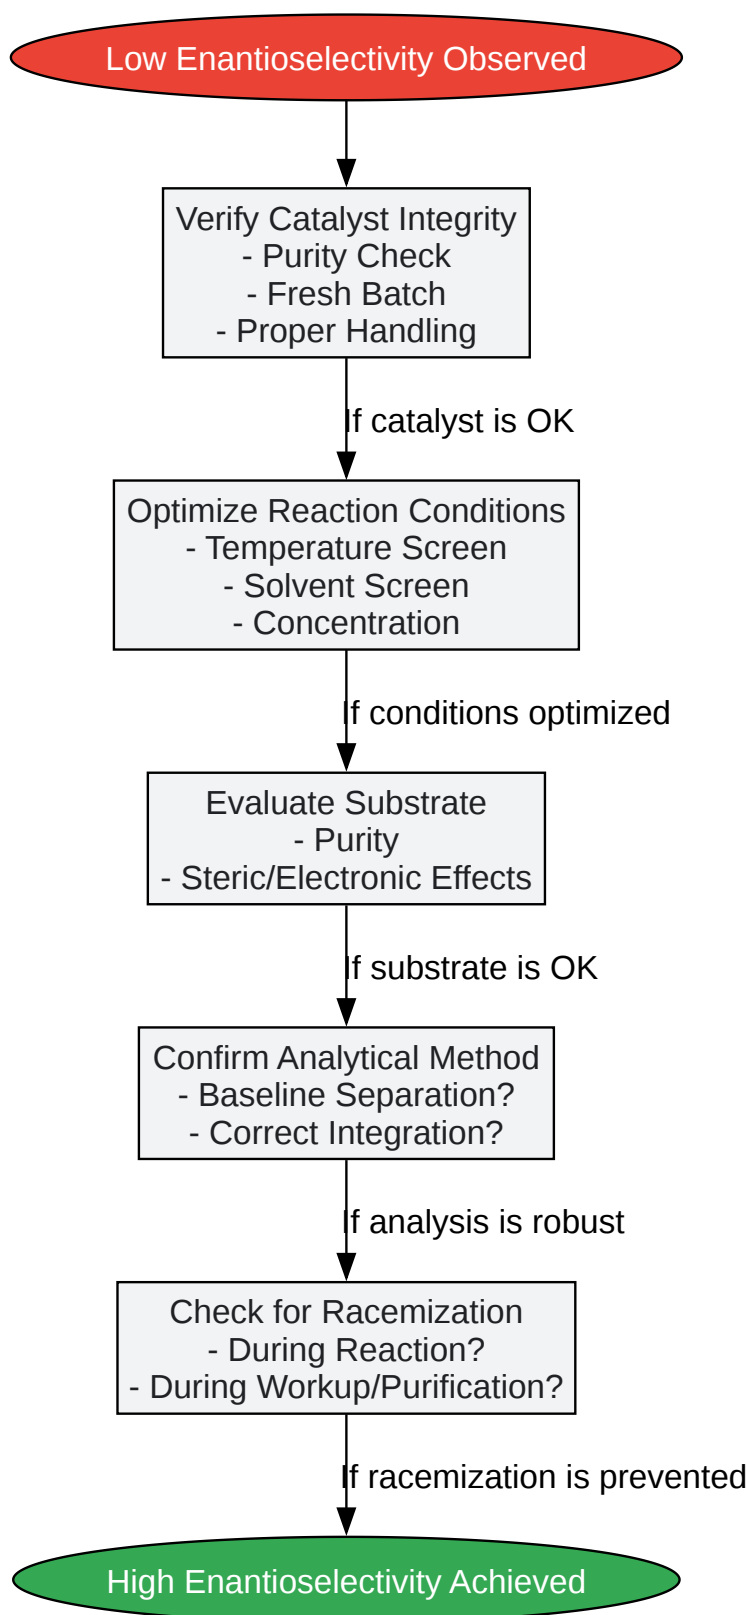 Low Enantioselectivity Observed
Verify Catalyst Integrity
- Purity Check
- Fresh Batch
- Proper Handling
If catalyst is OK
Optimize Reaction Conditions
- Temperature Screen
- Solvent Screen
- Concentration
If conditions optimized
Evaluate Substrate
- Purity
- Steric/Electronic Effects
If substrate is OK
Confirm Analytical Method
- Baseline Separation?
- Correct Integration?
If analysis is robust
Check for Racemization
- During Reaction?
- During Workup/Purification?
If racemization is prevented
High Enantioselectivity Achieved